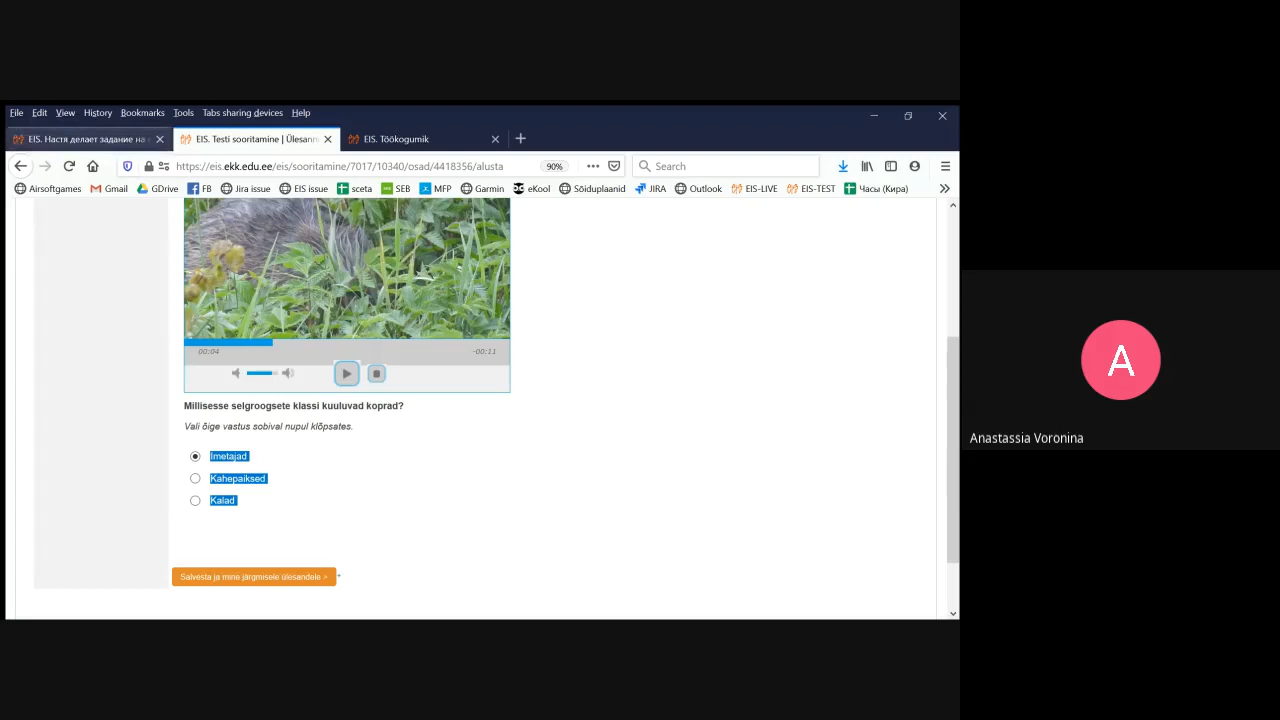 File Edit View History Bookmarks Tools Tabs sharing devices Help
EIS. Настя делает задание на EIS. Testi sooritamine | Ülesann EIS. Töökogumik
https://eis.ekk.edu.ee/eis/sooritamine/7017/10340/osad/4418356/alusta 90% Search
Airsoftgames Gmail GDrive FB Jira issue EIS issue sceta SEB MFP Garmin eKool Sõiduplaanid JIRA Outlook EIS-LIVE EIS-TEST Часы (Кира)
00:04 -00:11
Millisesse selgroogsete klassi kuuluvad koprad?
Vali õige vastus sobival nupul klõpsates.
Imetajad
Kahepaiksed
Kalad
Salvesta ja mine järgmisele ülesandele > *
A
Anastassia Voronina